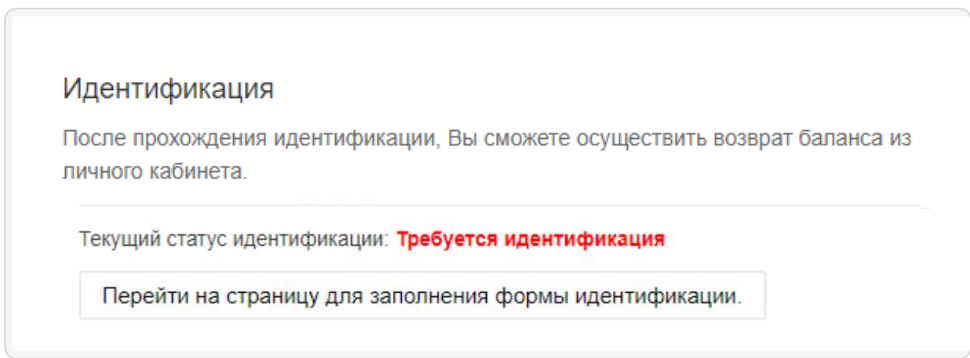 Идентификация
После прохождения идентификации, Вы сможете осуществить возврат баланса из
личного кабинета.
Текущий статус идентификации: Требуется идентификация
Перейти на страницу для заполнения формы идентификации.